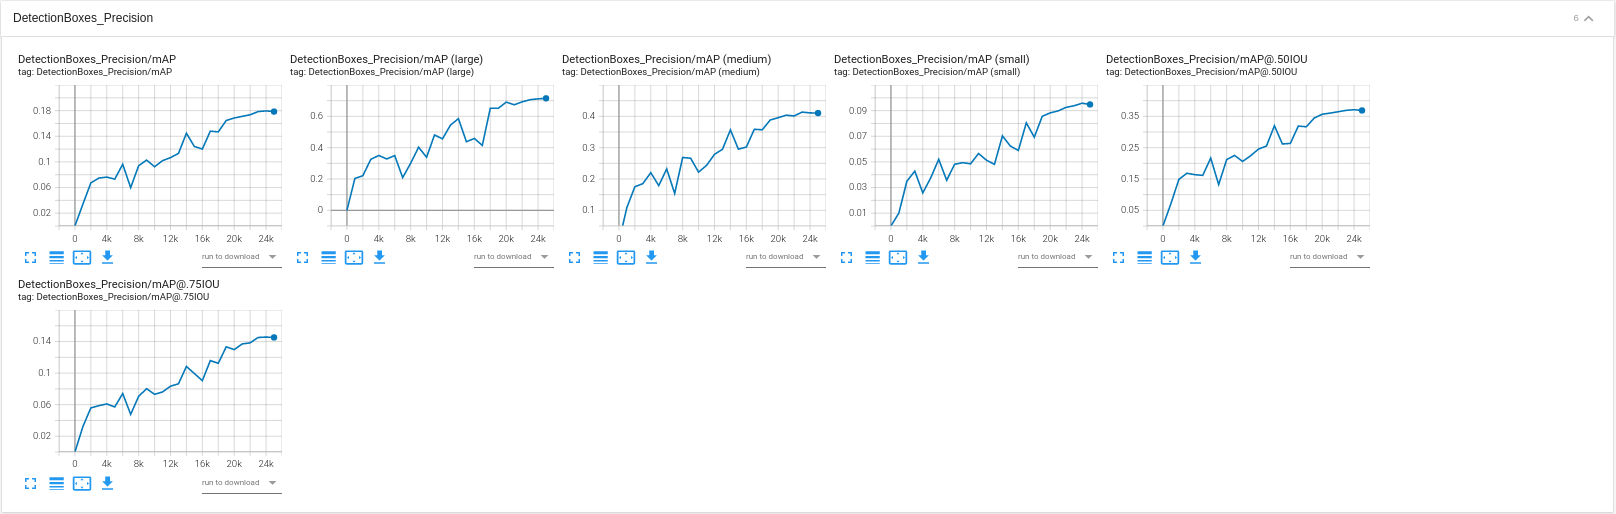 DetectionBoxes_Precision
6
DetectionBoxes_Precision/mAP
tag: DetectionBoxes_Precision/mAP
0.18
0.14
0.1
0.06
0.02
0 4k 8k 12k 16k 20k 24k
run to download
DetectionBoxes_Precision/mAP (large)
tag: DetectionBoxes_Precision/mAP (large)
0.6
0.4
0.2
0
0 4k 8k 12k 16k 20k 24k
run to download
DetectionBoxes_Precision/mAP (medium)
tag: DetectionBoxes_Precision/mAP (medium)
0.4
0.3
0.2
0.1
0 4k 8k 12k 16k 20k 24k
run to download
DetectionBoxes_Precision/mAP (small)
tag: DetectionBoxes_Precision/mAP (small)
0.09
0.07
0.05
0.03
0.01
0 4k 8k 12k 16k 20k 24k
run to download
DetectionBoxes_Precision/mAP@.50IOU
tag: DetectionBoxes_Precision/mAP@.50IOU
0.35
0.25
0.15
0.05
0 4k 8k 12k 16k 20k 24k
run to download
DetectionBoxes_Precision/mAP@.75IOU
tag: DetectionBoxes_Precision/mAP@.75IOU
0.14
0.1
0.06
0.02
0 4k 8k 12k 16k 20k 24k
run to download